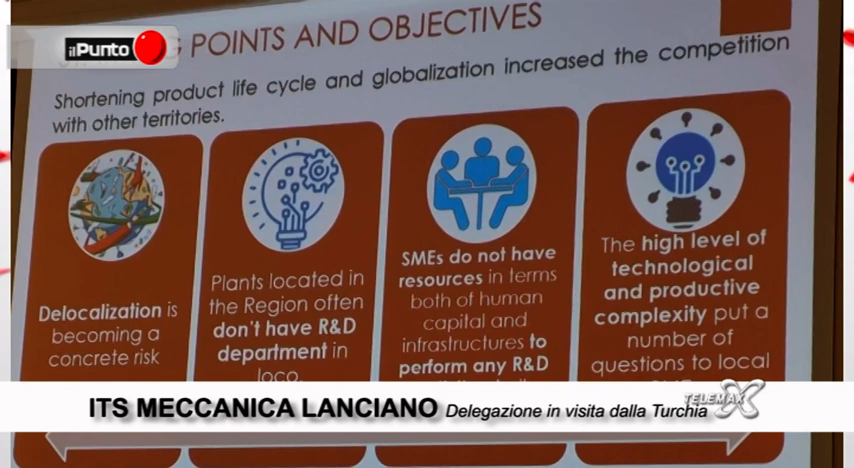 ilPunto
POINTS AND OBJECTIVES
Shortening product life cycle and globalization increased the competition
with other territories.
Delocalization is
becoming a
concrete risk
Plants located in
the Region often
don't have R&D
department in
loco.
SMEs do not have
resources in terms
both of human
capital and
infrastructures to
perform any R&D
The high level of
technological
and productive
complexity put a
number of
questions to local
ITS MECCANICA LANCIANO Delegazione in visita dalla Turchia
TELEMAX